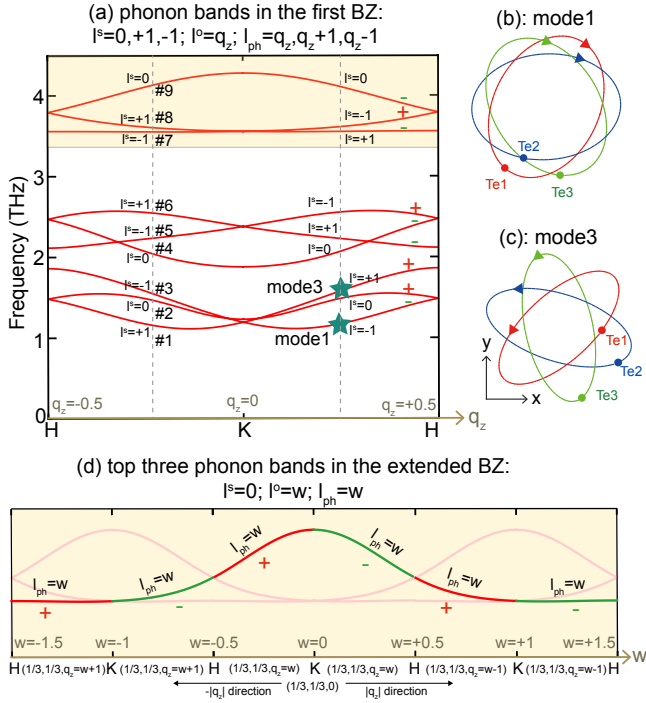 (a) phonon bands in the first BZ:
l^s=0,+1,-1; l^o=q_z; l_ph=q_z,q_z+1,q_z-1
Frequency (THz)
4
3
2
1
0
l^s=0
#9
l^s=0
-
+
l^s=+1
#8
l^s=-1
-
l^s=-1
#7
l^s=+1
l^s=+1
#6
l^s=-1
+
#5
l^s=-1
l^s=+1
-
#4
l^s=0
l^s=0
+
l^s=-1
#3
mode3
l^s=+1
+
l^s=0
#2
l^s=0
-
l^s=+1
#1
mode1
l^s=-1
q_z=-0.5
q_z=0
q_z=+0.5
q_z
H
K
H
(b): mode1
Te2
Te1
Te3
(c): mode3
Te1
Te2
Te3
y
x
(d) top three phonon bands in the extended BZ:
l^s=0; l^o=w; l_ph=w
l_ph=w
l_ph=w
l_ph=w
l_ph=w
l_ph=w
l_ph=w
+
-
+
-
+
-
w=-1.5
w=-1
w=-0.5
w=0
w=+0.5
w=+1
w=+1.5
w
H (1/3,1/3,q_z=w+1) K (1/3,1/3,q_z=w+1) H (1/3,1/3,q_z=w) K (1/3,1/3,q_z=w) H (1/3,1/3,q_z=w-1) K (1/3,1/3,q_z=w-1) H
-|q_z| direction
(1/3,1/3,0)
|q_z| direction